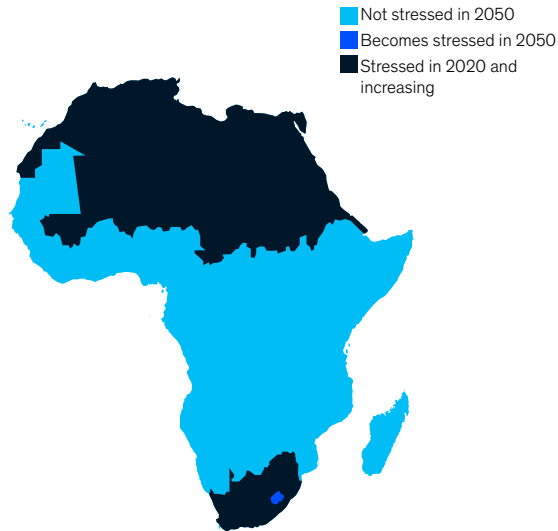 Not stressed in 2050
Becomes stressed in 2050
Stressed in 2020 and
increasing